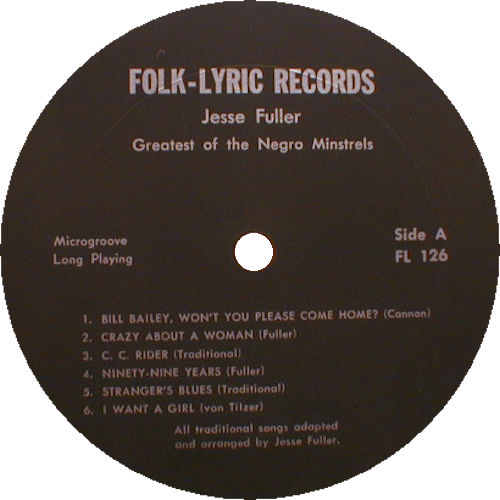 FOLK-LYRIC RECORDS
Jesse Fuller
Greatest of the Negro Minstrels
Microgroove
Long Playing
Side A
FL 126
1. BILL BAILEY, WON'T YOU PLEASE COME HOME? (Cannon)
2. CRAZY ABOUT A WOMAN (Fuller)
3. C. C. RIDER (Traditional)
4. NINETY-NINE YEARS (Fuller)
5. STRANGER'S BLUES (Traditional)
6. I WANT A GIRL (von Tilzer)
All traditional songs adapted
and arranged by Jesse Fuller.